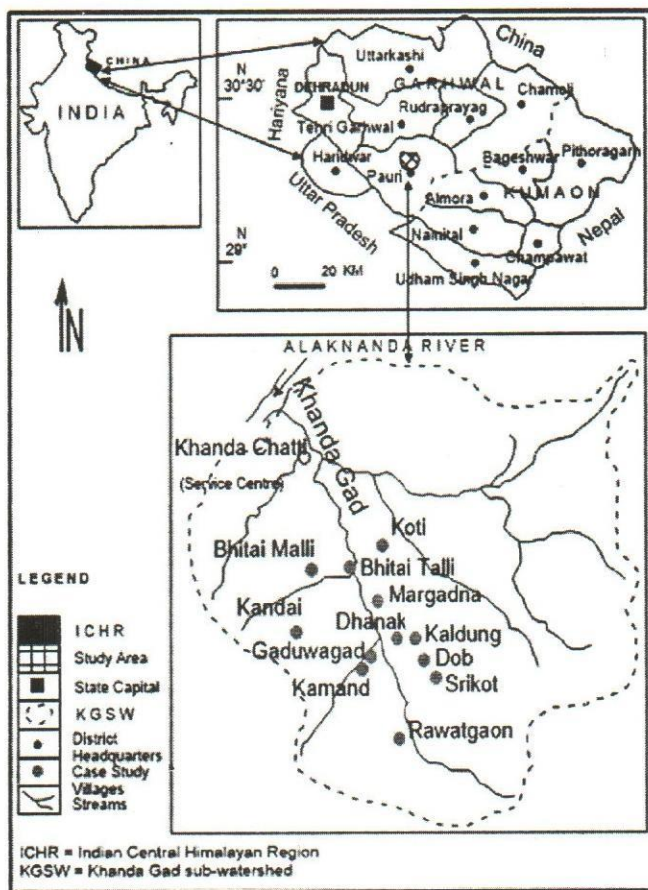 CHINA
INDIA
China
Uttarkashi
N
30°30'
DEHRADUN
GARHWAL
Chamoli
Hariyana
Rudraprayag
Tehri Garhwal
Haridwar
Pauri
Bageshwar
Pithoragarh
Almora
KUMAON
Uttar Pradesh
Nainital
Nepal
N
29°
Champawat
0 20 KM
Udham Singh Nagar
N
ALAKNANDA RIVER
Khanda Gad
Khanda Chatti
(Service Centre)
Koti
Bhitai Malli
Bhitai Talli
Margadna
Kandai
Dhanak
Kaldung
Gaduwagad
Dob
Kamand
Srikot
Rawatgaon
LEGEND
ICHR
Study Area
State Capital
KGSW
District
Headquarters
Case Study
Villages
Streams
ICHR = Indian Central Himalayan Region
KGSW = Khanda Gad sub-watershed